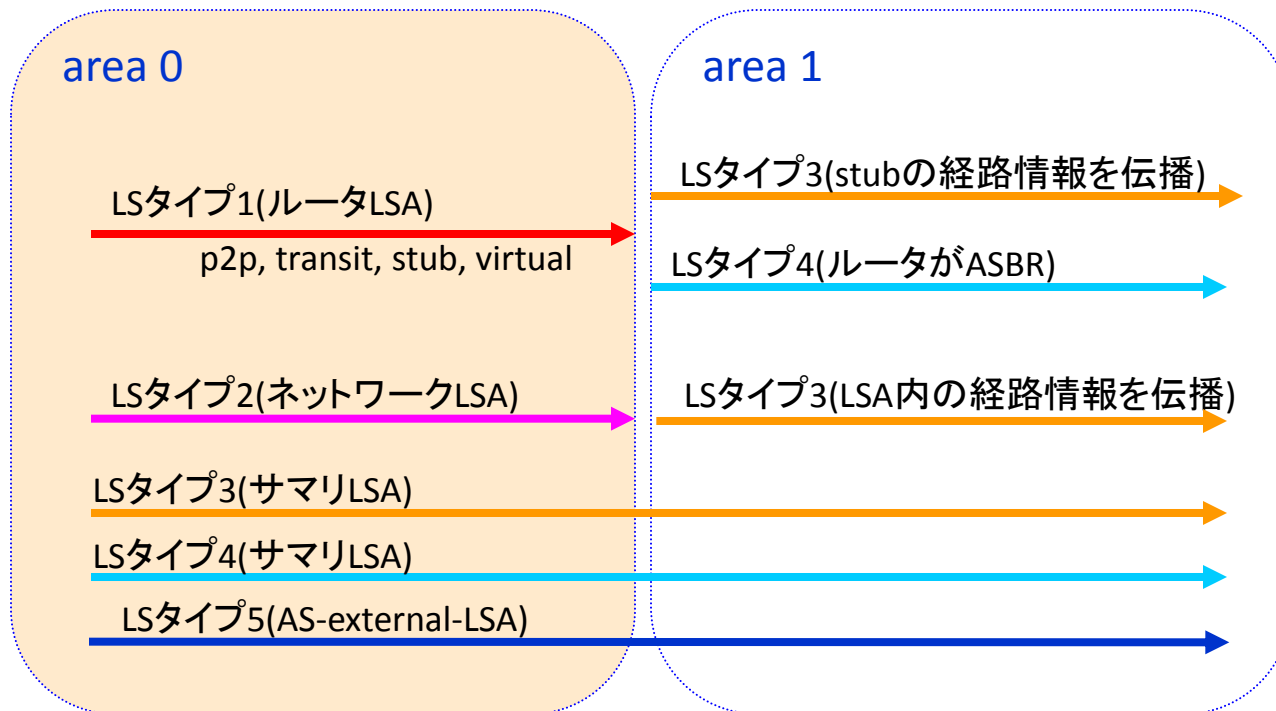 area 0
area 1
LSタイプ1(ルータLSA)
p2p, transit, stub, virtual
LSタイプ3(stubの経路情報を伝播)
LSタイプ4(ルータがASBR)
LSタイプ2(ネットワークLSA)
LSタイプ3(LSA内の経路情報を伝播)
LSタイプ3(サマリLSA)
LSタイプ4(サマリLSA)
LSタイプ5(AS-external-LSA)